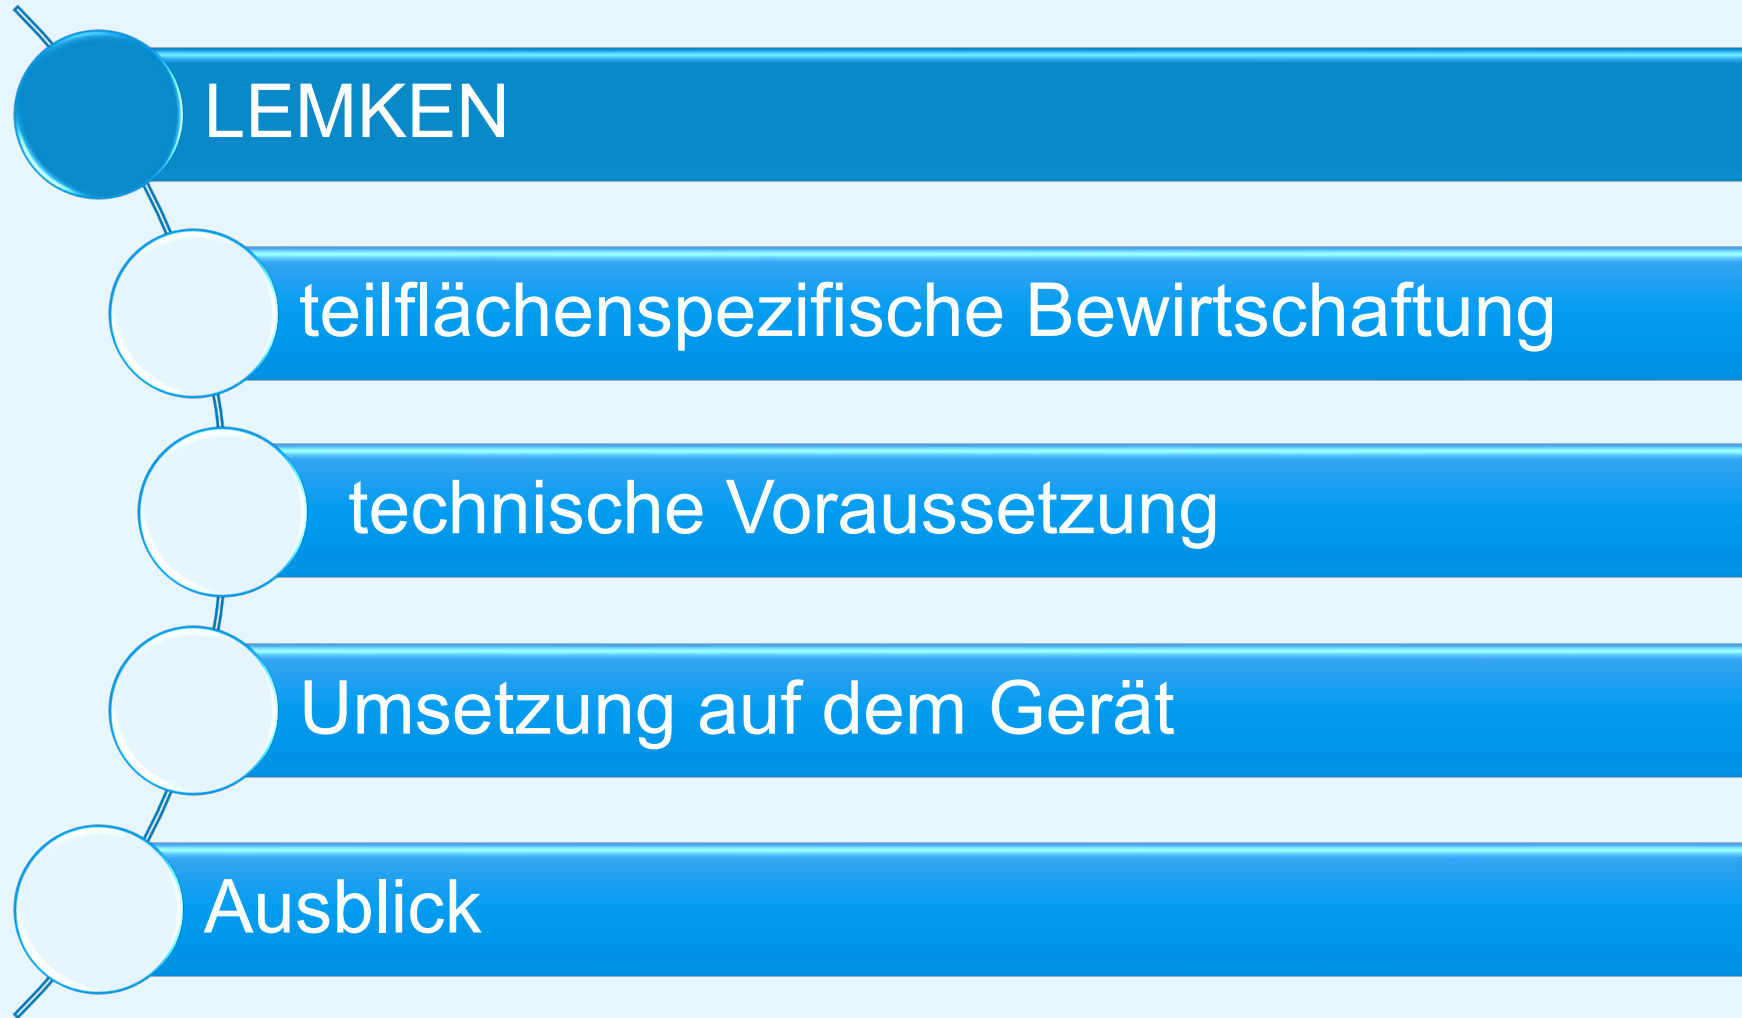 LEMKEN
teilflächenspezifische Bewirtschaftung
technische Voraussetzung
Umsetzung auf dem Gerät
Ausblick